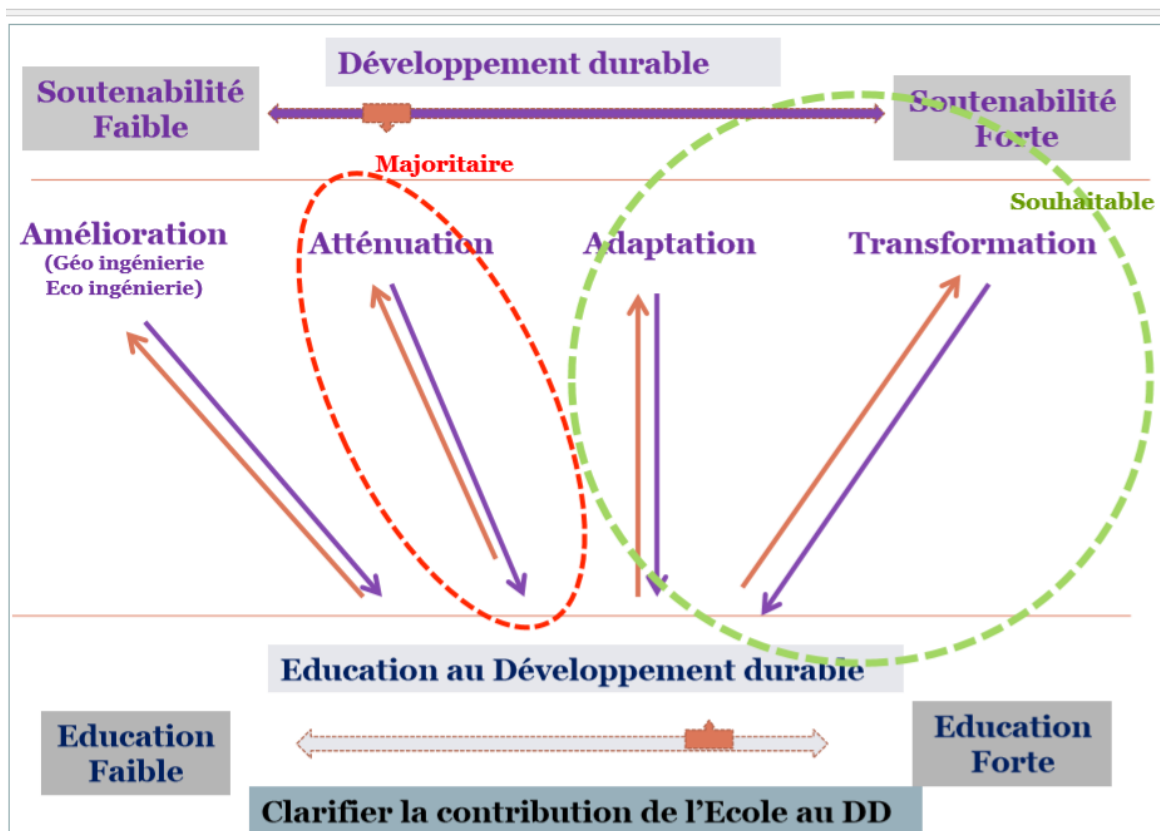 Développement durable
Soutenabilité
Faible
Soutenabilité
Forte
Majoritaire
Souhaitable
Amélioration
(Géo ingénierie
Eco ingénierie)
Atténuation
Adaptation
Transformation
Education au Développement durable
Education
Faible
Education
Forte
Clarifier la contribution de l'Ecole au DD